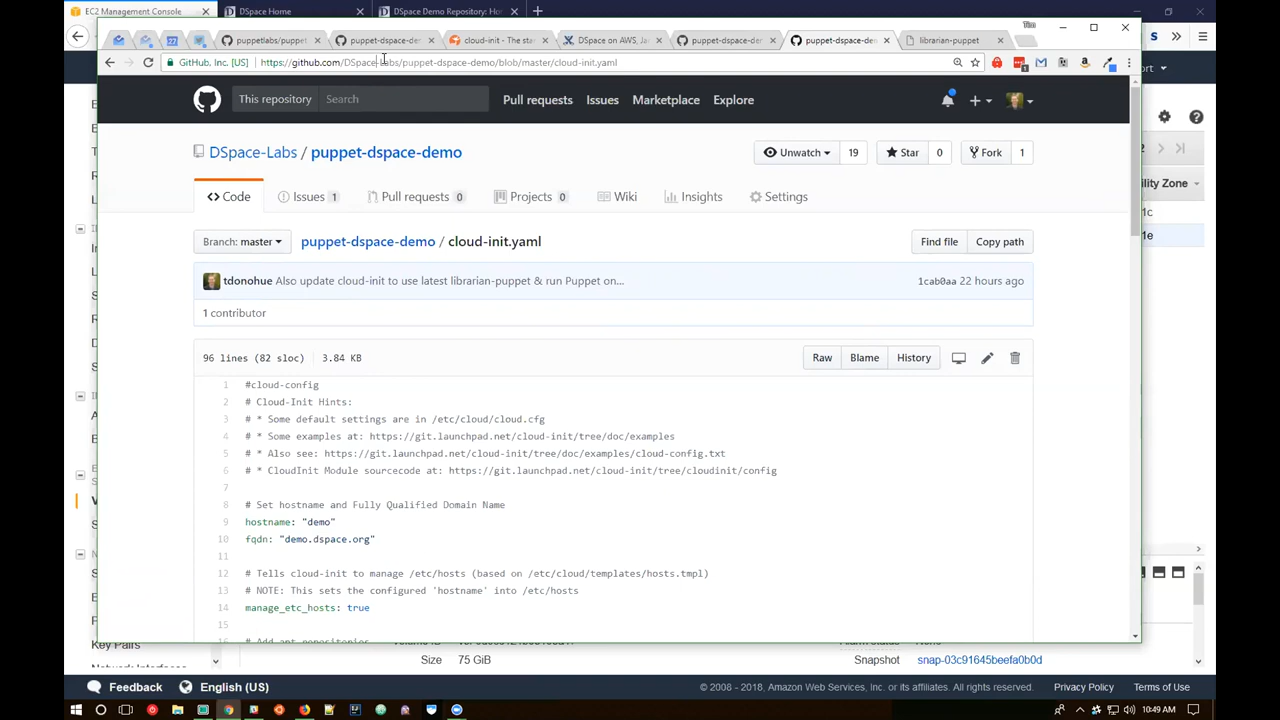 EC2 Management Console
DSpace Home
DSpace Demo Repository: Ho
Tim
27
puppetlabs/puppet
puppet-dspace-dem
cloud-init - The sta
DSpace on AWS, Ja
puppet-dspace-dem
puppet-dspace-dem
librarian-puppet
GitHub, Inc. [US]
https://github.com/DSpace-Labs/puppet-dspace-demo/blob/master/cloud-init.yaml
This repository
Search
Pull requests
Issues
Marketplace
Explore
DSpace-Labs / puppet-dspace-demo
Unwatch
19
Star
0
Fork
1
Code
Issues 1
Pull requests 0
Projects 0
Wiki
Insights
Settings
Branch: master
puppet-dspace-demo / cloud-init.yaml
Find file
Copy path
tdonohue Also update cloud-init to use latest librarian-puppet & run Puppet on...
1cab0aa 22 hours ago
1 contributor
96 lines (82 sloc)
3.84 KB
Raw
Blame
History
1 #cloud-config
2 # Cloud-Init Hints:
3 # * Some default settings are in /etc/cloud/cloud.cfg
4 # * Some examples at: https://git.launchpad.net/cloud-init/tree/doc/examples
5 # * Also see: https://git.launchpad.net/cloud-init/tree/doc/examples/cloud-config.txt
6 # * CloudInit Module sourcecode at: https://git.launchpad.net/cloud-init/tree/cloudinit/config
7
8 # Set hostname and Fully Qualified Domain Name
9 hostname: "demo"
10 fqdn: "demo.dspace.org"
11
12 # Tells cloud-init to manage /etc/hosts (based on /etc/cloud/templates/hosts.tmpl)
13 # NOTE: This sets the configured 'hostname' into /etc/hosts
14 manage_etc_hosts: true
15
16 # Add apt repositories
port
ility Zone
1c
1e
Key Pairs
Size
75 GiB
Snapshot
snap-03c91645beefa0b0d
Feedback
English (US)
© 2008 - 2018, Amazon Web Services, Inc. or its affiliates. All rights reserved.
Privacy Policy
Terms of Use
10:49 AM